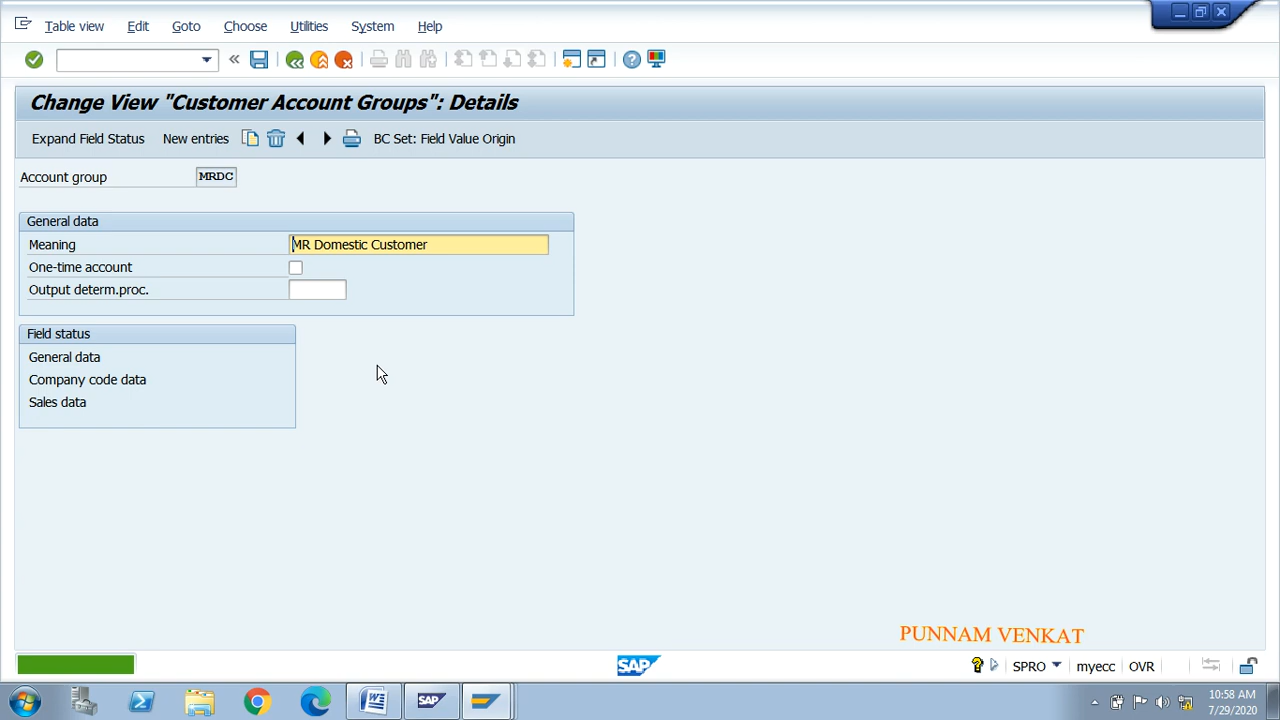 Table view Edit Goto Choose Utilities System Help
Change View "Customer Account Groups": Details
Expand Field Status New entries BC Set: Field Value Origin
Account group MRDC
General data
Meaning MR Domestic Customer
One-time account
Output determ.proc.
Field status
General data
Company code data
Sales data
PUNNAM VENKAT
SAP SPRO myecc OVR
SAP 10:58 AM
7/29/2020